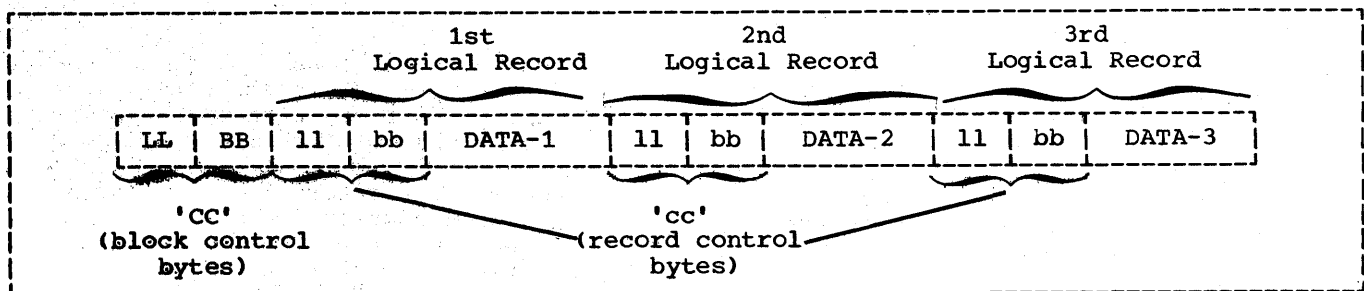 1st 2nd 3rd
Logical Record Logical Record Logical Record
LL BB ll bb DATA-1 ll bb DATA-2 ll bb DATA-3
'CC' 'cc'
(block control (record control
bytes) bytes)